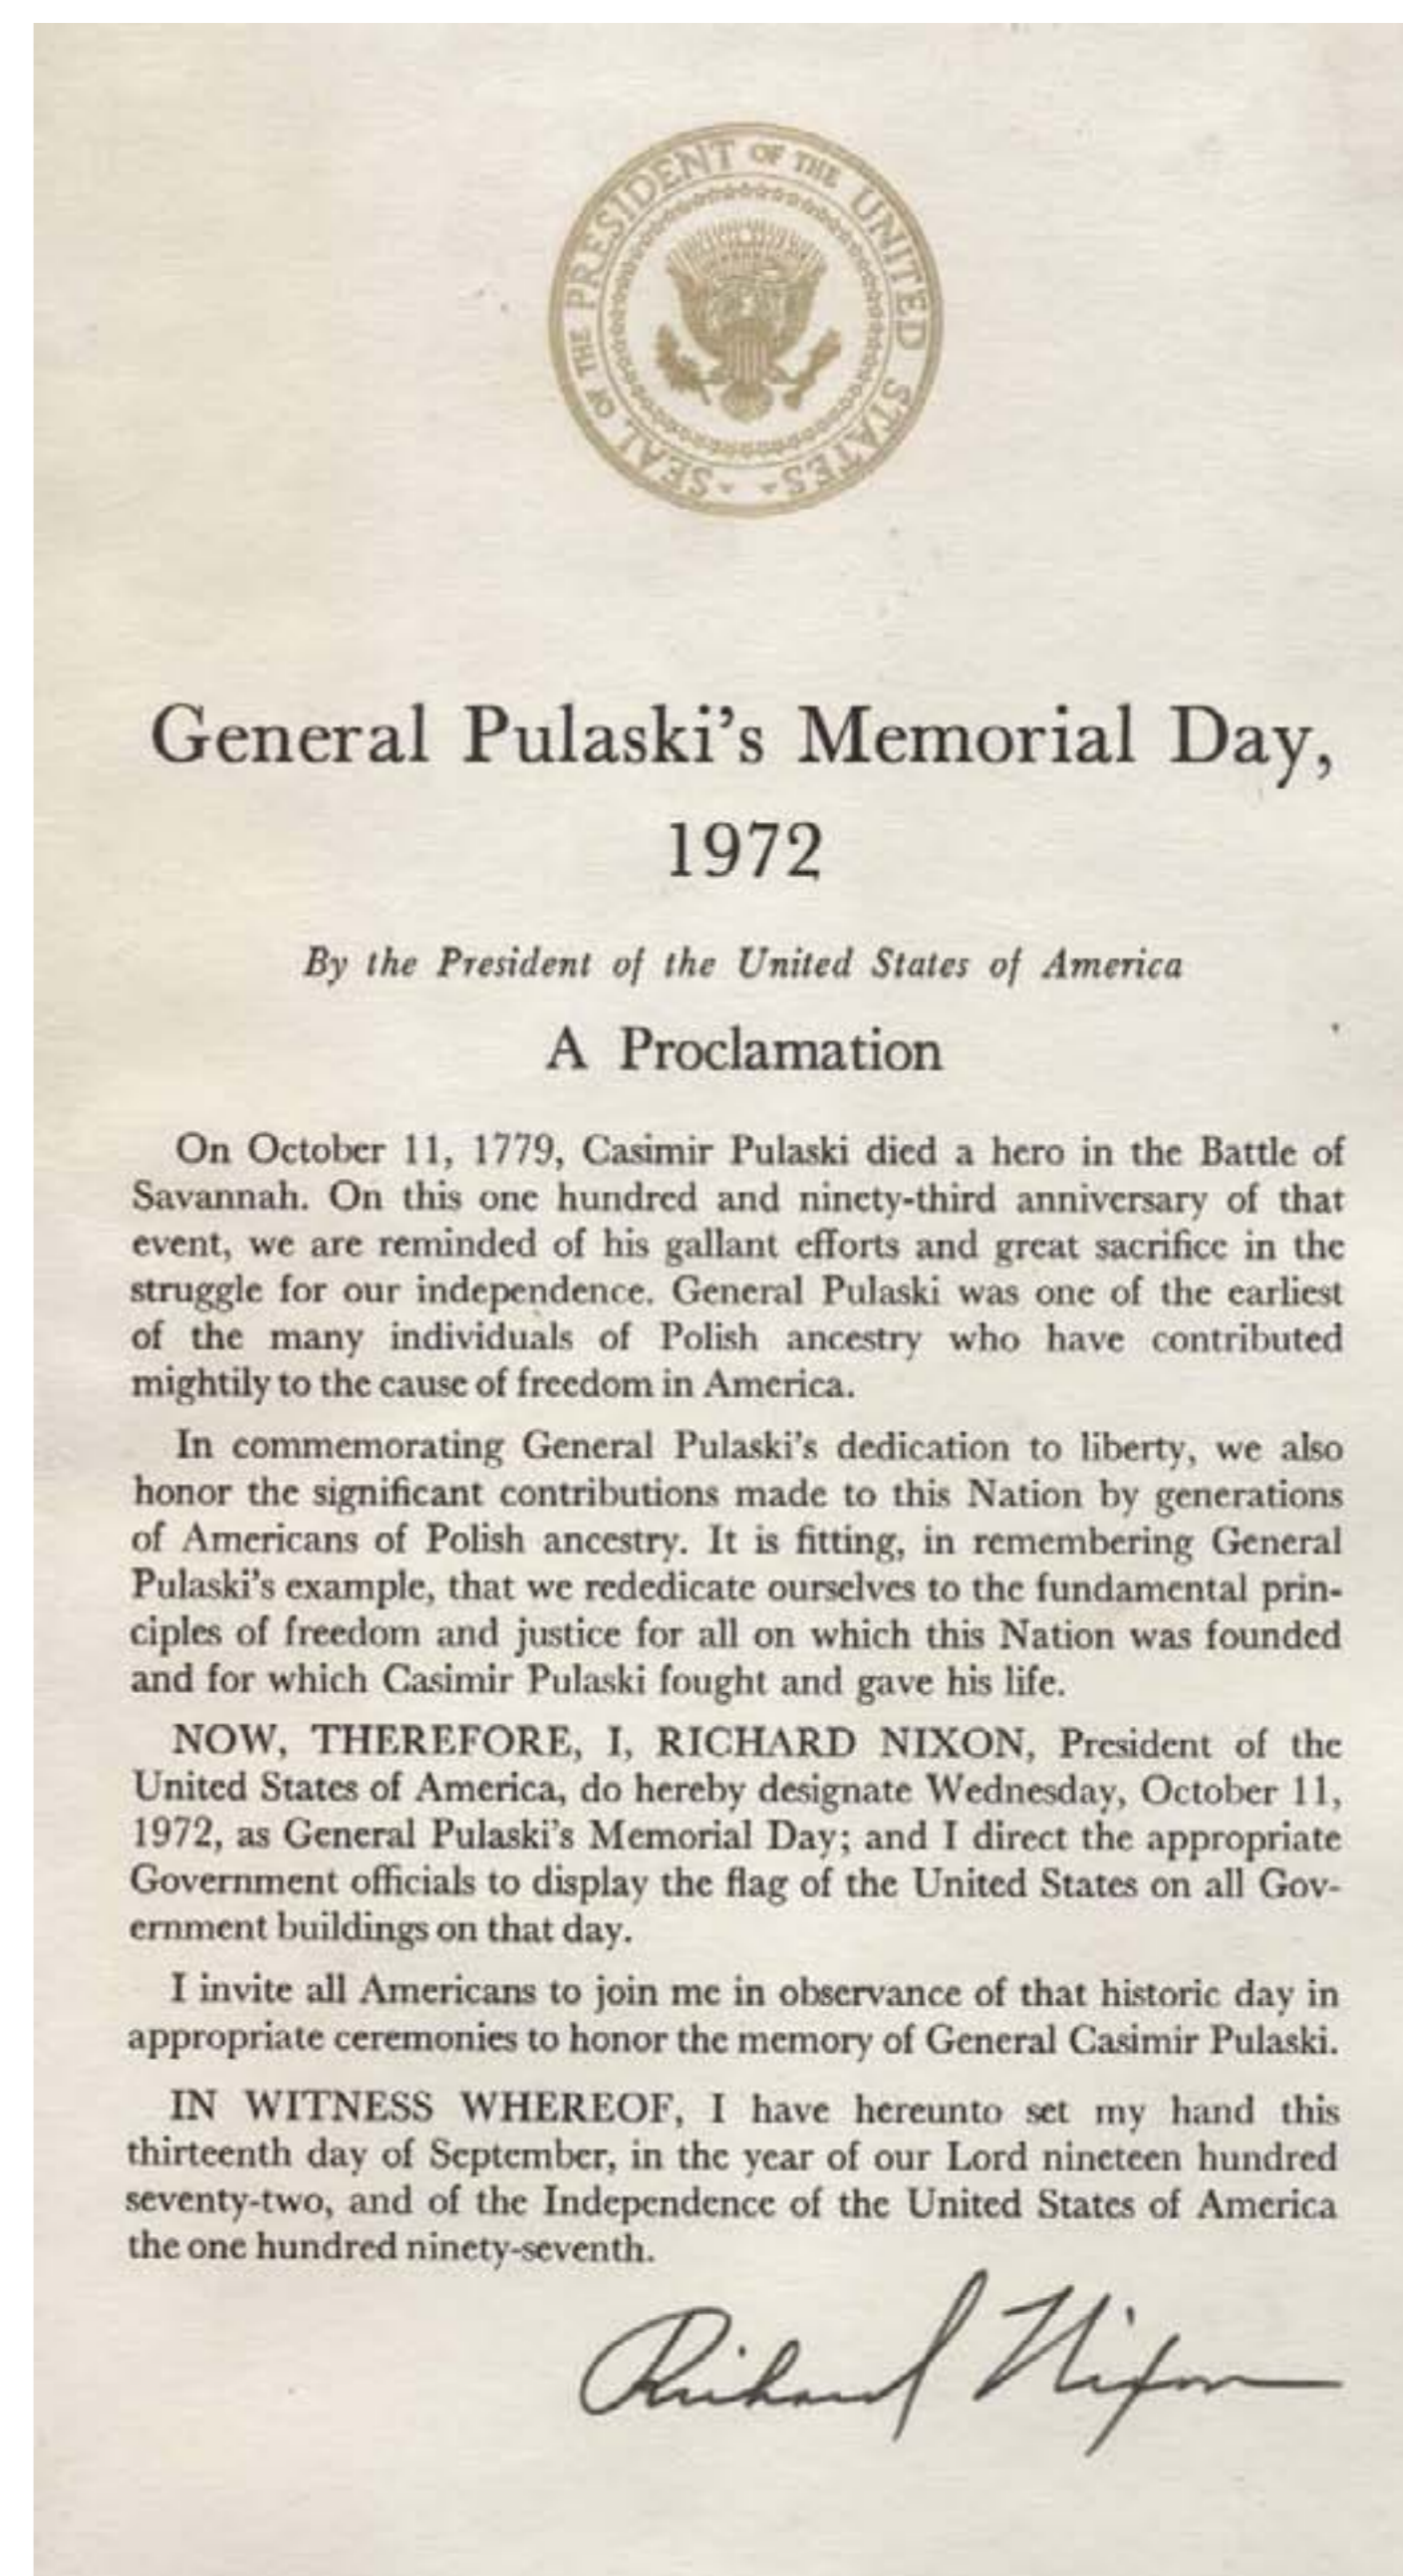 SEAL OF THE PRESIDENT OF THE UNITED STATES
General Pulaski's Memorial Day,
1972
By the President of the United States of America
A Proclamation
On October 11, 1779, Casimir Pulaski died a hero in the Battle of
Savannah. On this one hundred and ninety-third anniversary of that
event, we are reminded of his gallant efforts and great sacrifice in the
struggle for our independence. General Pulaski was one of the earliest
of the many individuals of Polish ancestry who have contributed
mightily to the cause of freedom in America.
In commemorating General Pulaski's dedication to liberty, we also
honor the significant contributions made to this Nation by generations
of Americans of Polish ancestry. It is fitting, in remembering General
Pulaski's example, that we rededicate ourselves to the fundamental prin-
ciples of freedom and justice for all on which this Nation was founded
and for which Casimir Pulaski fought and gave his life.
NOW, THEREFORE, I, RICHARD NIXON, President of the
United States of America, do hereby designate Wednesday, October 11,
1972, as General Pulaski's Memorial Day; and I direct the appropriate
Government officials to display the flag of the United States on all Gov-
ernment buildings on that day.
I invite all Americans to join me in observance of that historic day in
appropriate ceremonies to honor the memory of General Casimir Pulaski.
IN WITNESS WHEREOF, I have hereunto set my hand this
thirteenth day of September, in the year of our Lord nineteen hundred
seventy-two, and of the Independence of the United States of America
the one hundred ninety-seventh.
Richard Nixon